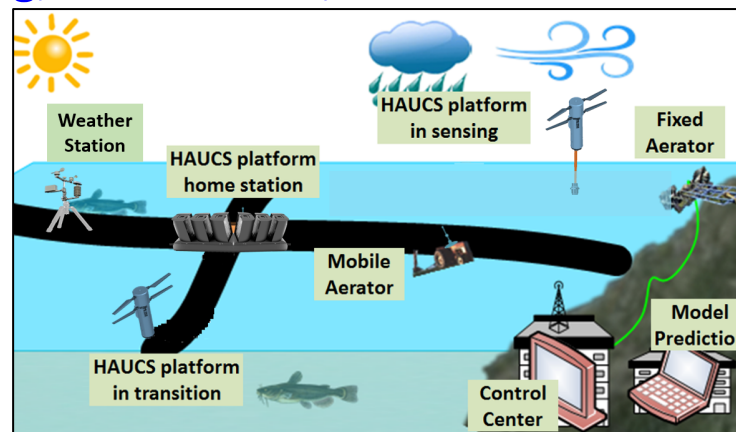 HAUCS platform
in sensing
Weather
Station
Fixed
Aerator
HAUCS platform
home station
Mobile
Aerator
Model
Predictio
HAUCS platform
in transition
Control
Center